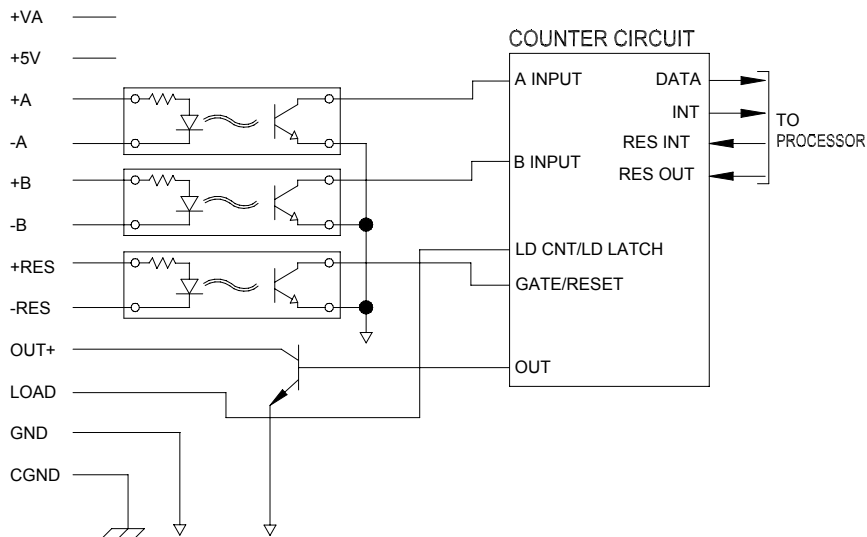 +VA
+5V
+A
-A
+B
-B
+RES
-RES
OUT+
LOAD
GND
CGND
COUNTER CIRCUIT
A INPUT
B INPUT
LD CNT/LD LATCH
GATE/RESET
OUT
DATA
INT
RES INT
RES OUT
TO
PROCESSOR